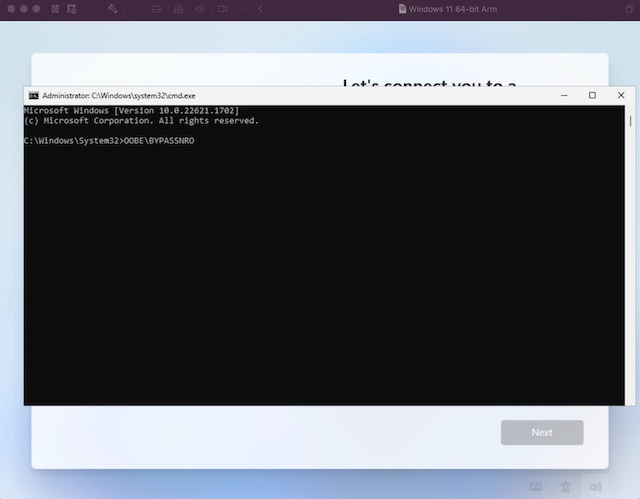 Windows 11 64-bit Arm
Let's connect you to a
Administrator: C:\Windows\system32\cmd.exe
Microsoft Windows [Version 10.0.22621.1702]
(c) Microsoft Corporation. All rights reserved.
C:\Windows\System32>OOBE\BYPASSNRO
Next